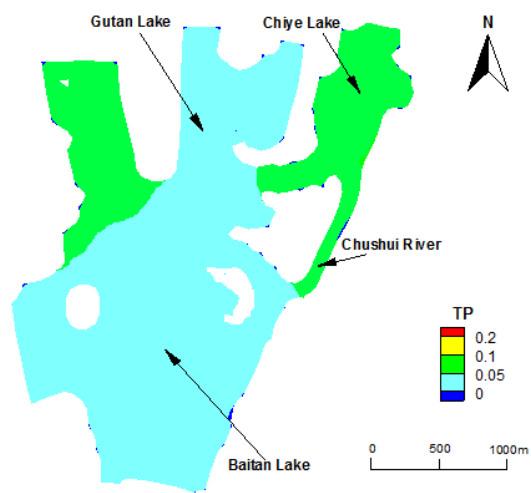 Gutan Lake
Chiye Lake
N
Chushui River
TP
0.2
0.1
0.05
0
Baitan Lake
0 500 1000m